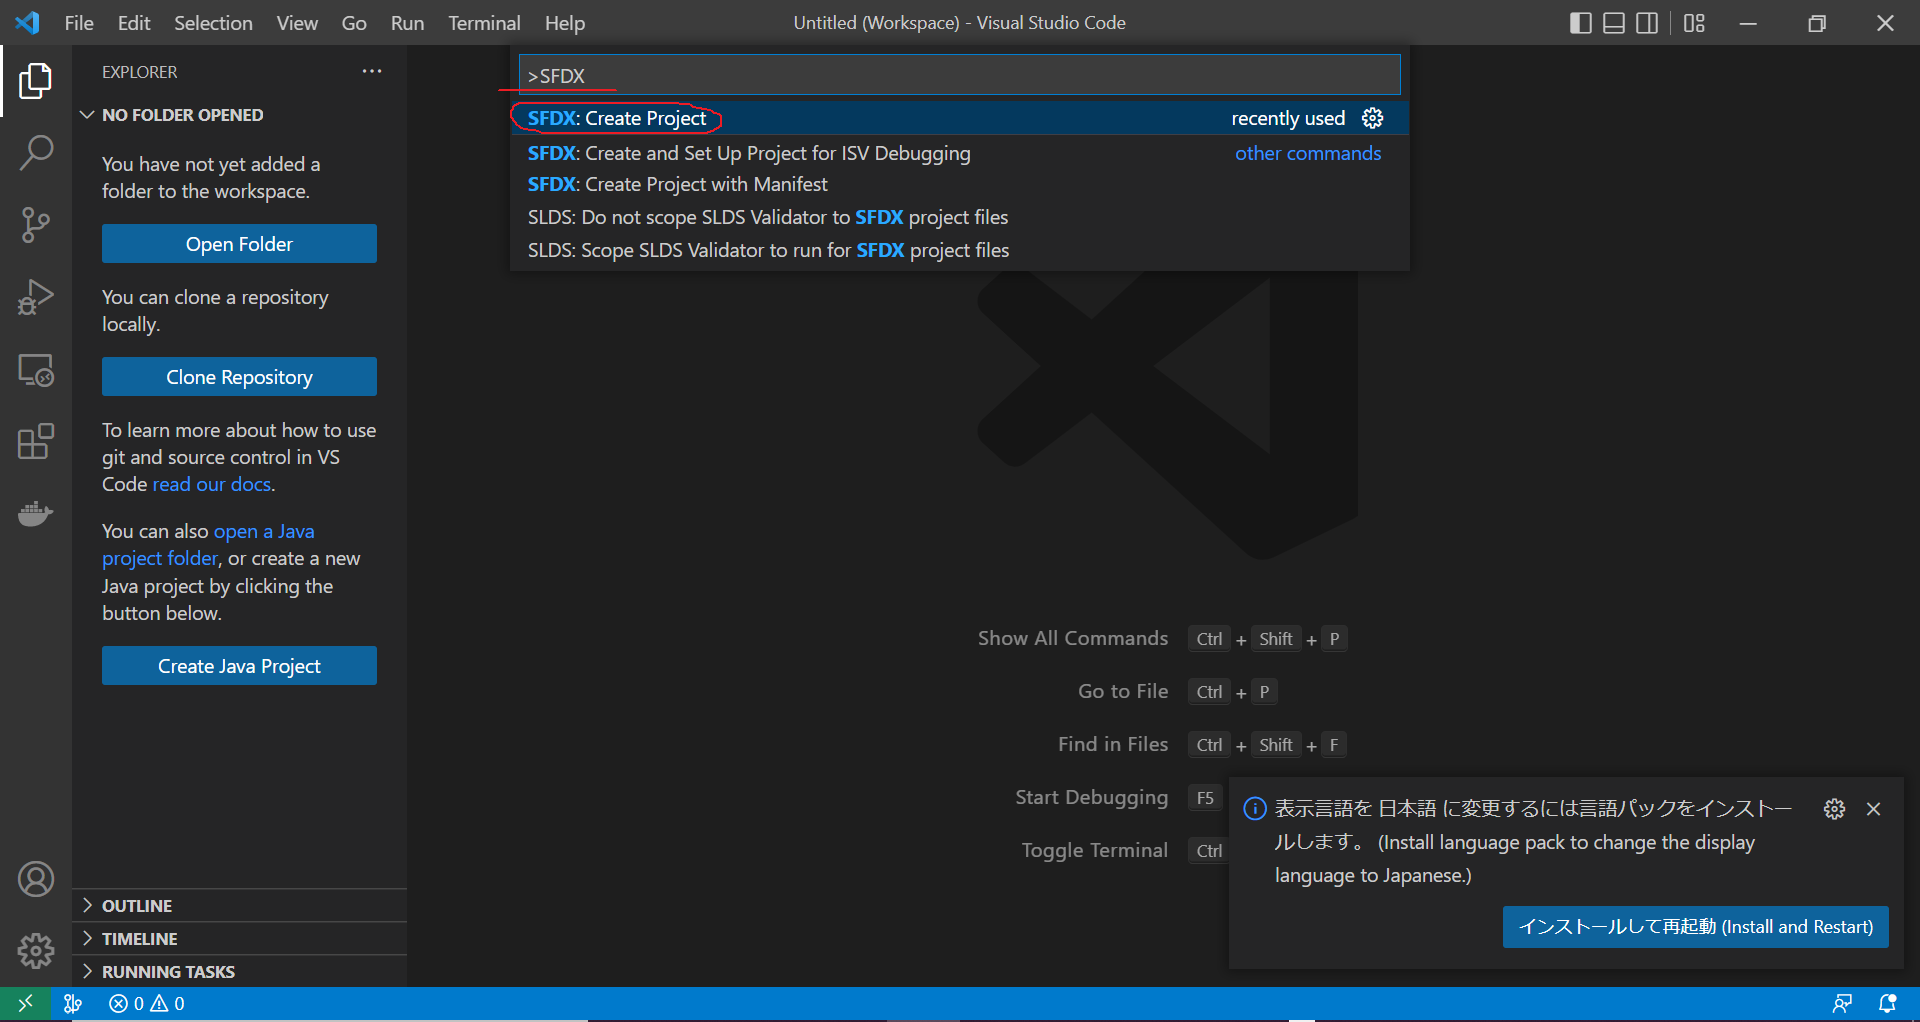 File Edit Selection View Go Run Terminal Help
Untitled (Workspace) - Visual Studio Code
EXPLORER
NO FOLDER OPENED
You have not yet added a
folder to the workspace.
Open Folder
You can clone a repository
locally.
Clone Repository
To learn more about how to use
git and source control in VS
Code read our docs.
You can also open a Java
project folder, or create a new
Java project by clicking the
button below.
Create Java Project
OUTLINE
TIMELINE
RUNNING TASKS
>SFDX
SFDX: Create Project recently used
SFDX: Create and Set Up Project for ISV Debugging other commands
SFDX: Create Project with Manifest
SLDS: Do not scope SLDS Validator to SFDX project files
SLDS: Scope SLDS Validator to run for SFDX project files
Show All Commands Ctrl + Shift + P
Go to File Ctrl + P
Find in Files Ctrl + Shift + F
Start Debugging F5
Toggle Terminal Ctrl
表示言語を 日本語 に変更するには言語パックをインストー
ルします。 (Install language pack to change the display
language to Japanese.)
インストールして再起動 (Install and Restart)
0 0